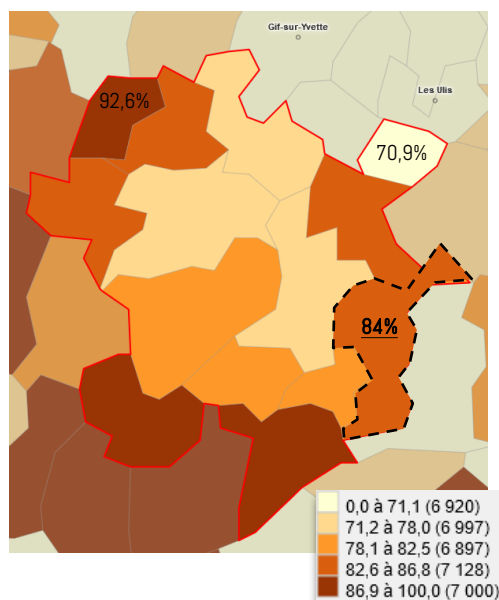 Gif-sur-Yvette
Les Ulis
92,6%
70,9%
84%
0,0 à 71,1 (6 920)
71,2 à 78,0 (6 997)
78,1 à 82,5 (6 897)
82,6 à 86,8 (7 128)
86,9 à 100,0 (7 000)